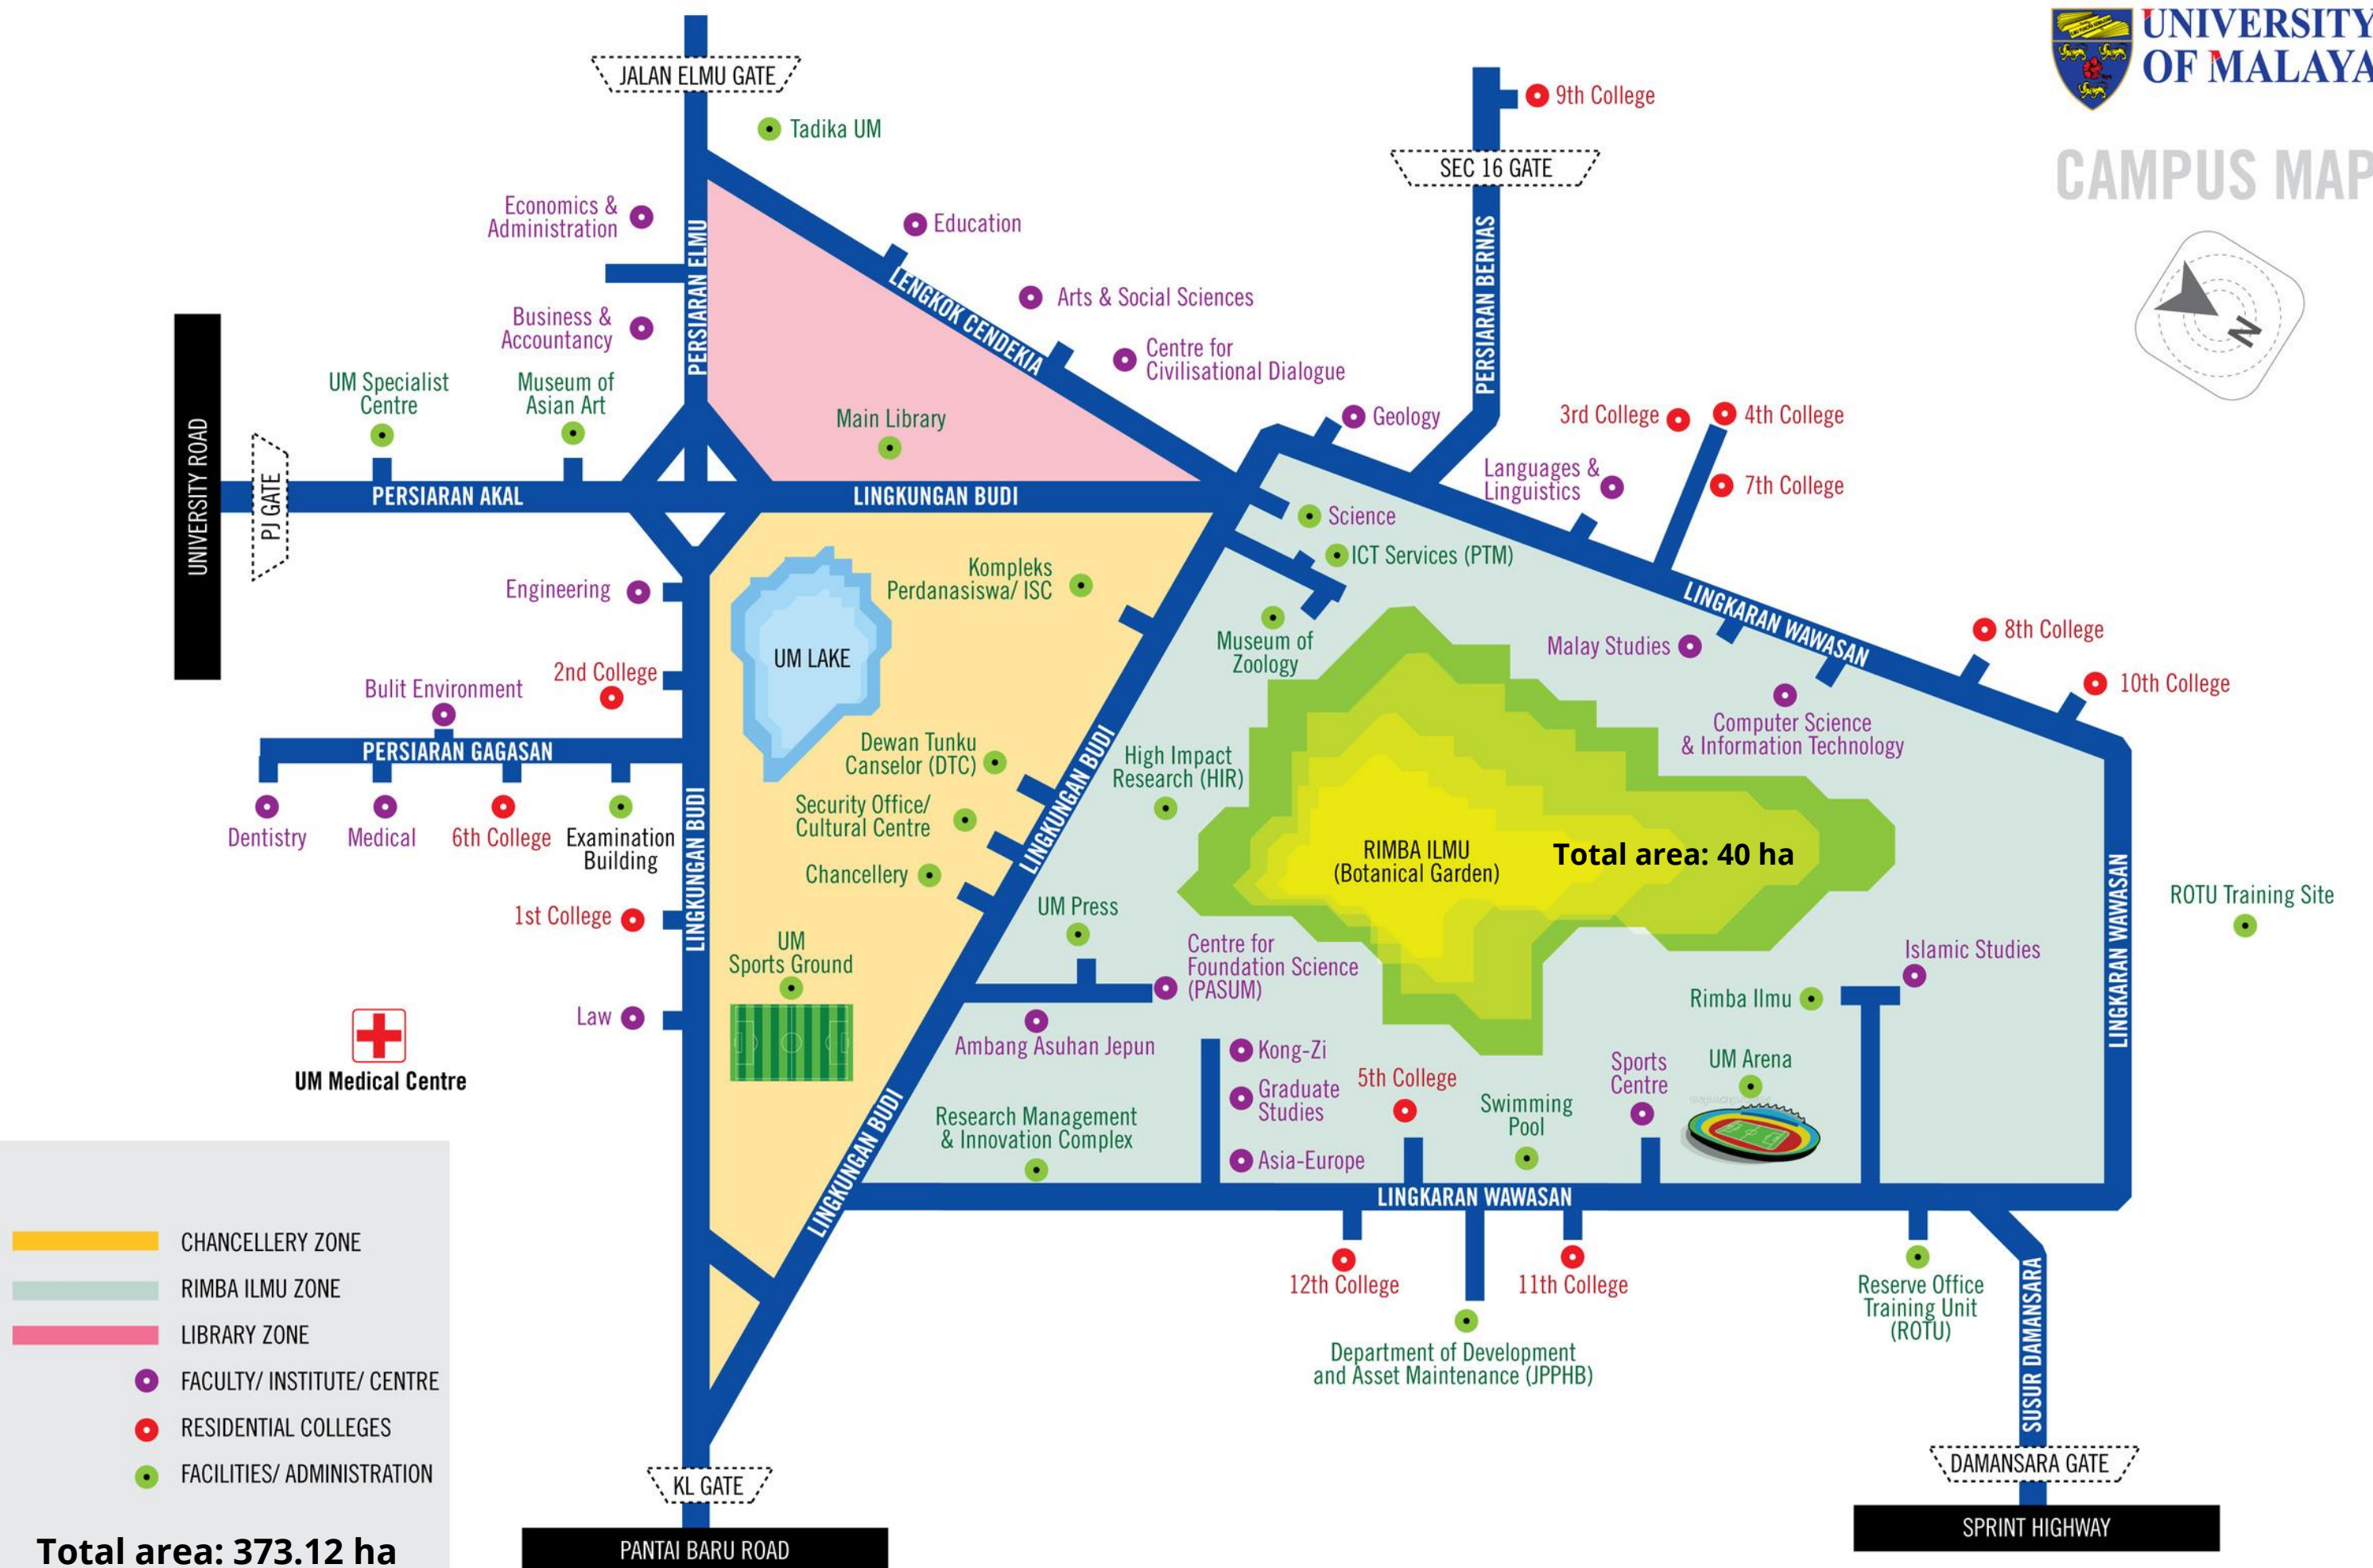 UNIVERSITY
OF MALAYA
CAMPUS MAP
N
JALAN ELMU GATE
Tadika UM
9th College
SEC 16 GATE
Economics &
Administration
Education
PERSIARAN ELMU
LENGKOK CENDEKIA
Arts & Social Sciences
PERSIARAN BERNAS
Business &
Accountancy
Centre for
Civilisational Dialogue
UM Specialist
Centre
Museum of
Asian Art
Main Library
Geology
3rd College
4th College
UNIVERSITY ROAD
PJ GATE
PERSIARAN AKAL
LINGKUNGAN BUDI
Languages &
Linguistics
7th College
Science
ICT Services (PTM)
Engineering
Kompleks
Perdanasiswa/ ISC
LINGKARAN WAWASAN
UM LAKE
Museum of
Zoology
Malay Studies
8th College
2nd College
Bulit Environment
10th College
PERSIARAN GAGASAN
Dewan Tunku
Canselor (DTC)
High Impact
Research (HIR)
Computer Science
& Information Technology
LINGKUNGAN BUDI
Security Office/
Cultural Centre
Dentistry
Medical
6th College
Examination
Building
LINGKUNGAN BUDI
Chancellery
RIMBA ILMU
(Botanical Garden)
Total area: 40 ha
LINGKARAN WAWASAN
ROTU Training Site
1st College
UM Press
UM
Sports Ground
Centre for
Foundation Science
(PASUM)
Islamic Studies
Rimba Ilmu
Law
Ambang Asuhan Jepun
Kong-Zi
UM Medical Centre
Graduate
Studies
5th College
Sports
Centre
UM Arena
Swimming
Pool
Research Management
& Innovation Complex
Asia-Europe
LINGKUNGAN BUDI
LINGKARAN WAWASAN
12th College
11th College
Reserve Office
Training Unit
(ROTU)
Department of Development
and Asset Maintenance (JPPHB)
SUSUR DAMANSARA
DAMANSARA GATE
SPRINT HIGHWAY
KL GATE
PANTAI BARU ROAD
CHANCELLERY ZONE
RIMBA ILMU ZONE
LIBRARY ZONE
FACULTY/ INSTITUTE/ CENTRE
RESIDENTIAL COLLEGES
FACILITIES/ ADMINISTRATION
Total area: 373.12 ha